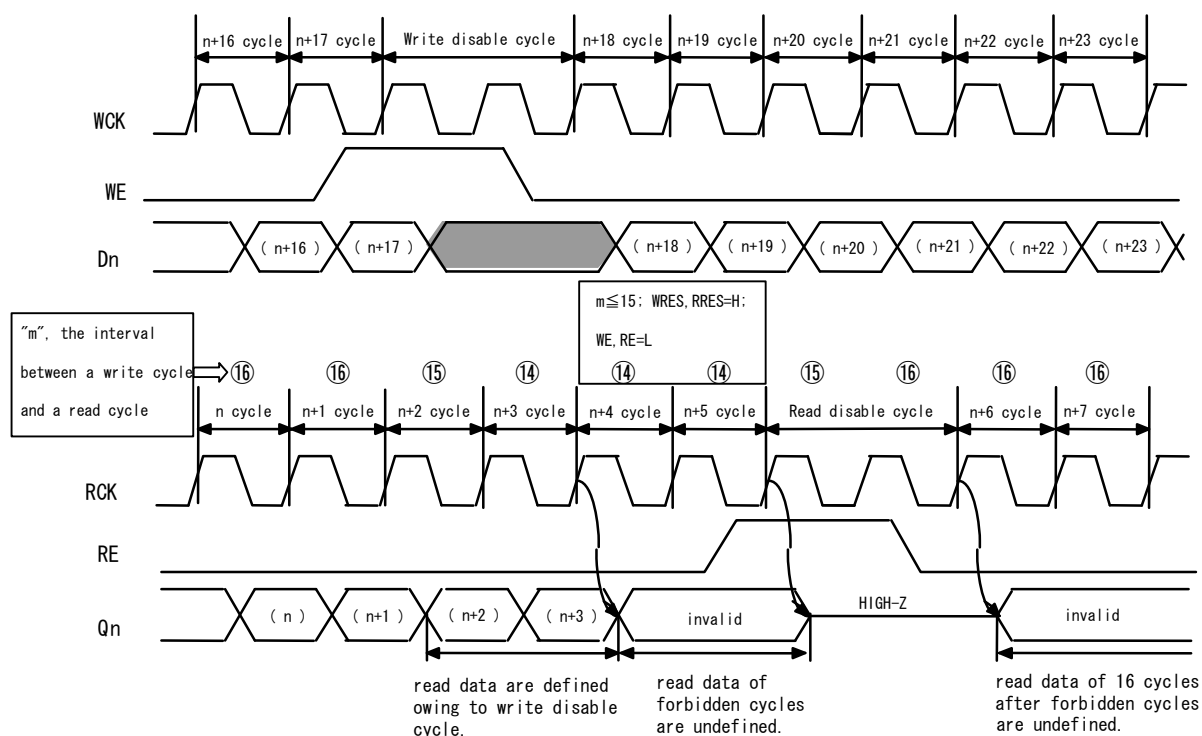 n+16 cycle n+17 cycle Write disable cycle n+18 cycle n+19 cycle n+20 cycle n+21 cycle n+22 cycle n+23 cycle
WCK
WE
Dn (n+16) (n+17) (n+18) (n+19) (n+20) (n+21) (n+22) (n+23)
m≦15; WRES,RRES=H;
WE,RE=L
"m", the interval
between a write cycle
and a read cycle
⑯ ⑯ ⑮ ⑭ ⑭ ⑭ ⑮ ⑯ ⑯ ⑯
n cycle n+1 cycle n+2 cycle n+3 cycle n+4 cycle n+5 cycle Read disable cycle n+6 cycle n+7 cycle
RCK
RE
Qn (n) (n+1) (n+2) (n+3) invalid HIGH-Z invalid
read data are defined
owing to write disable
cycle.
read data of
forbidden cycles
are undefined.
read data of 16 cycles
after forbidden cycles
are undefined.